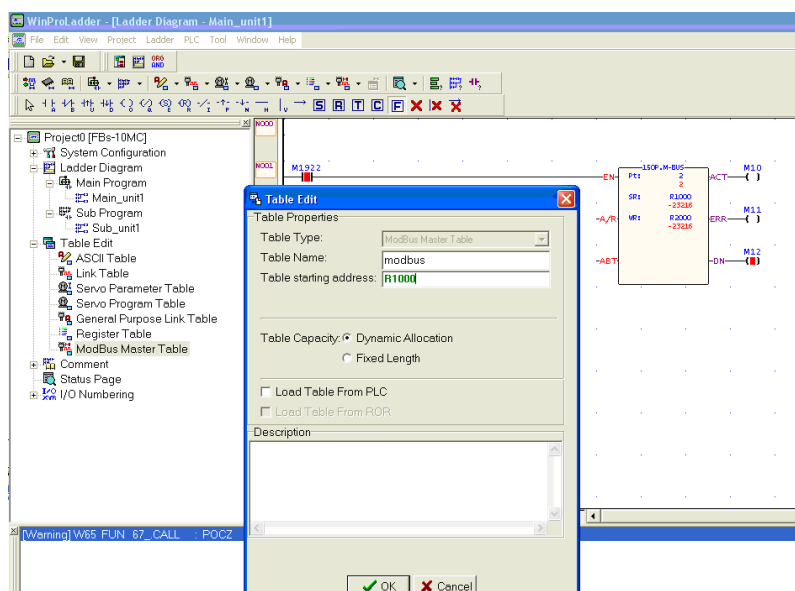 WinProLadder - [Ladder Diagram - Main_unit1]
File Edit View Project Ladder PLC Tool Window Help
ORG
AND
S R T C F
Project0 [FBs-10MC]
System Configuration
Ladder Diagram
Main Program
Main_unit1
Sub Program
Sub_unit1
Table Edit
ASCII Table
Link Table
Servo Parameter Table
Servo Program Table
General Purpose Link Table
Register Table
ModBus Master Table
Comment
Status Page
I/O Numbering
N000
N001
M1922
150P.M-BUS
EN
Pt: 2
2
ACT
M10
( )
SR: R1000
-23216
A/R
WR: R2000
-23216
ERR
M11
( )
ABT
DN
M12
Table Edit
Table Properties
Table Type: ModBus Master Table
Table Name: modbus
Table starting address: R1000
Table Capacity: Dynamic Allocation
Fixed Length
Load Table From PLC
Load Table From ROR
Description
OK Cancel
[Warning] W65 FUN 67_CALL : POCZ